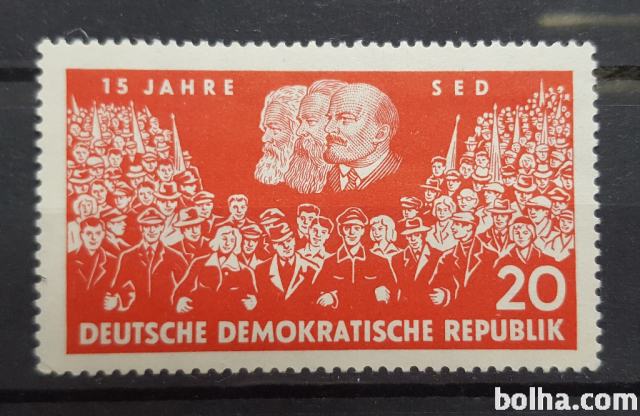 15 JAHRE SED
20
DEUTSCHE DEMOKRATISCHE REPUBLIK
bolha.com